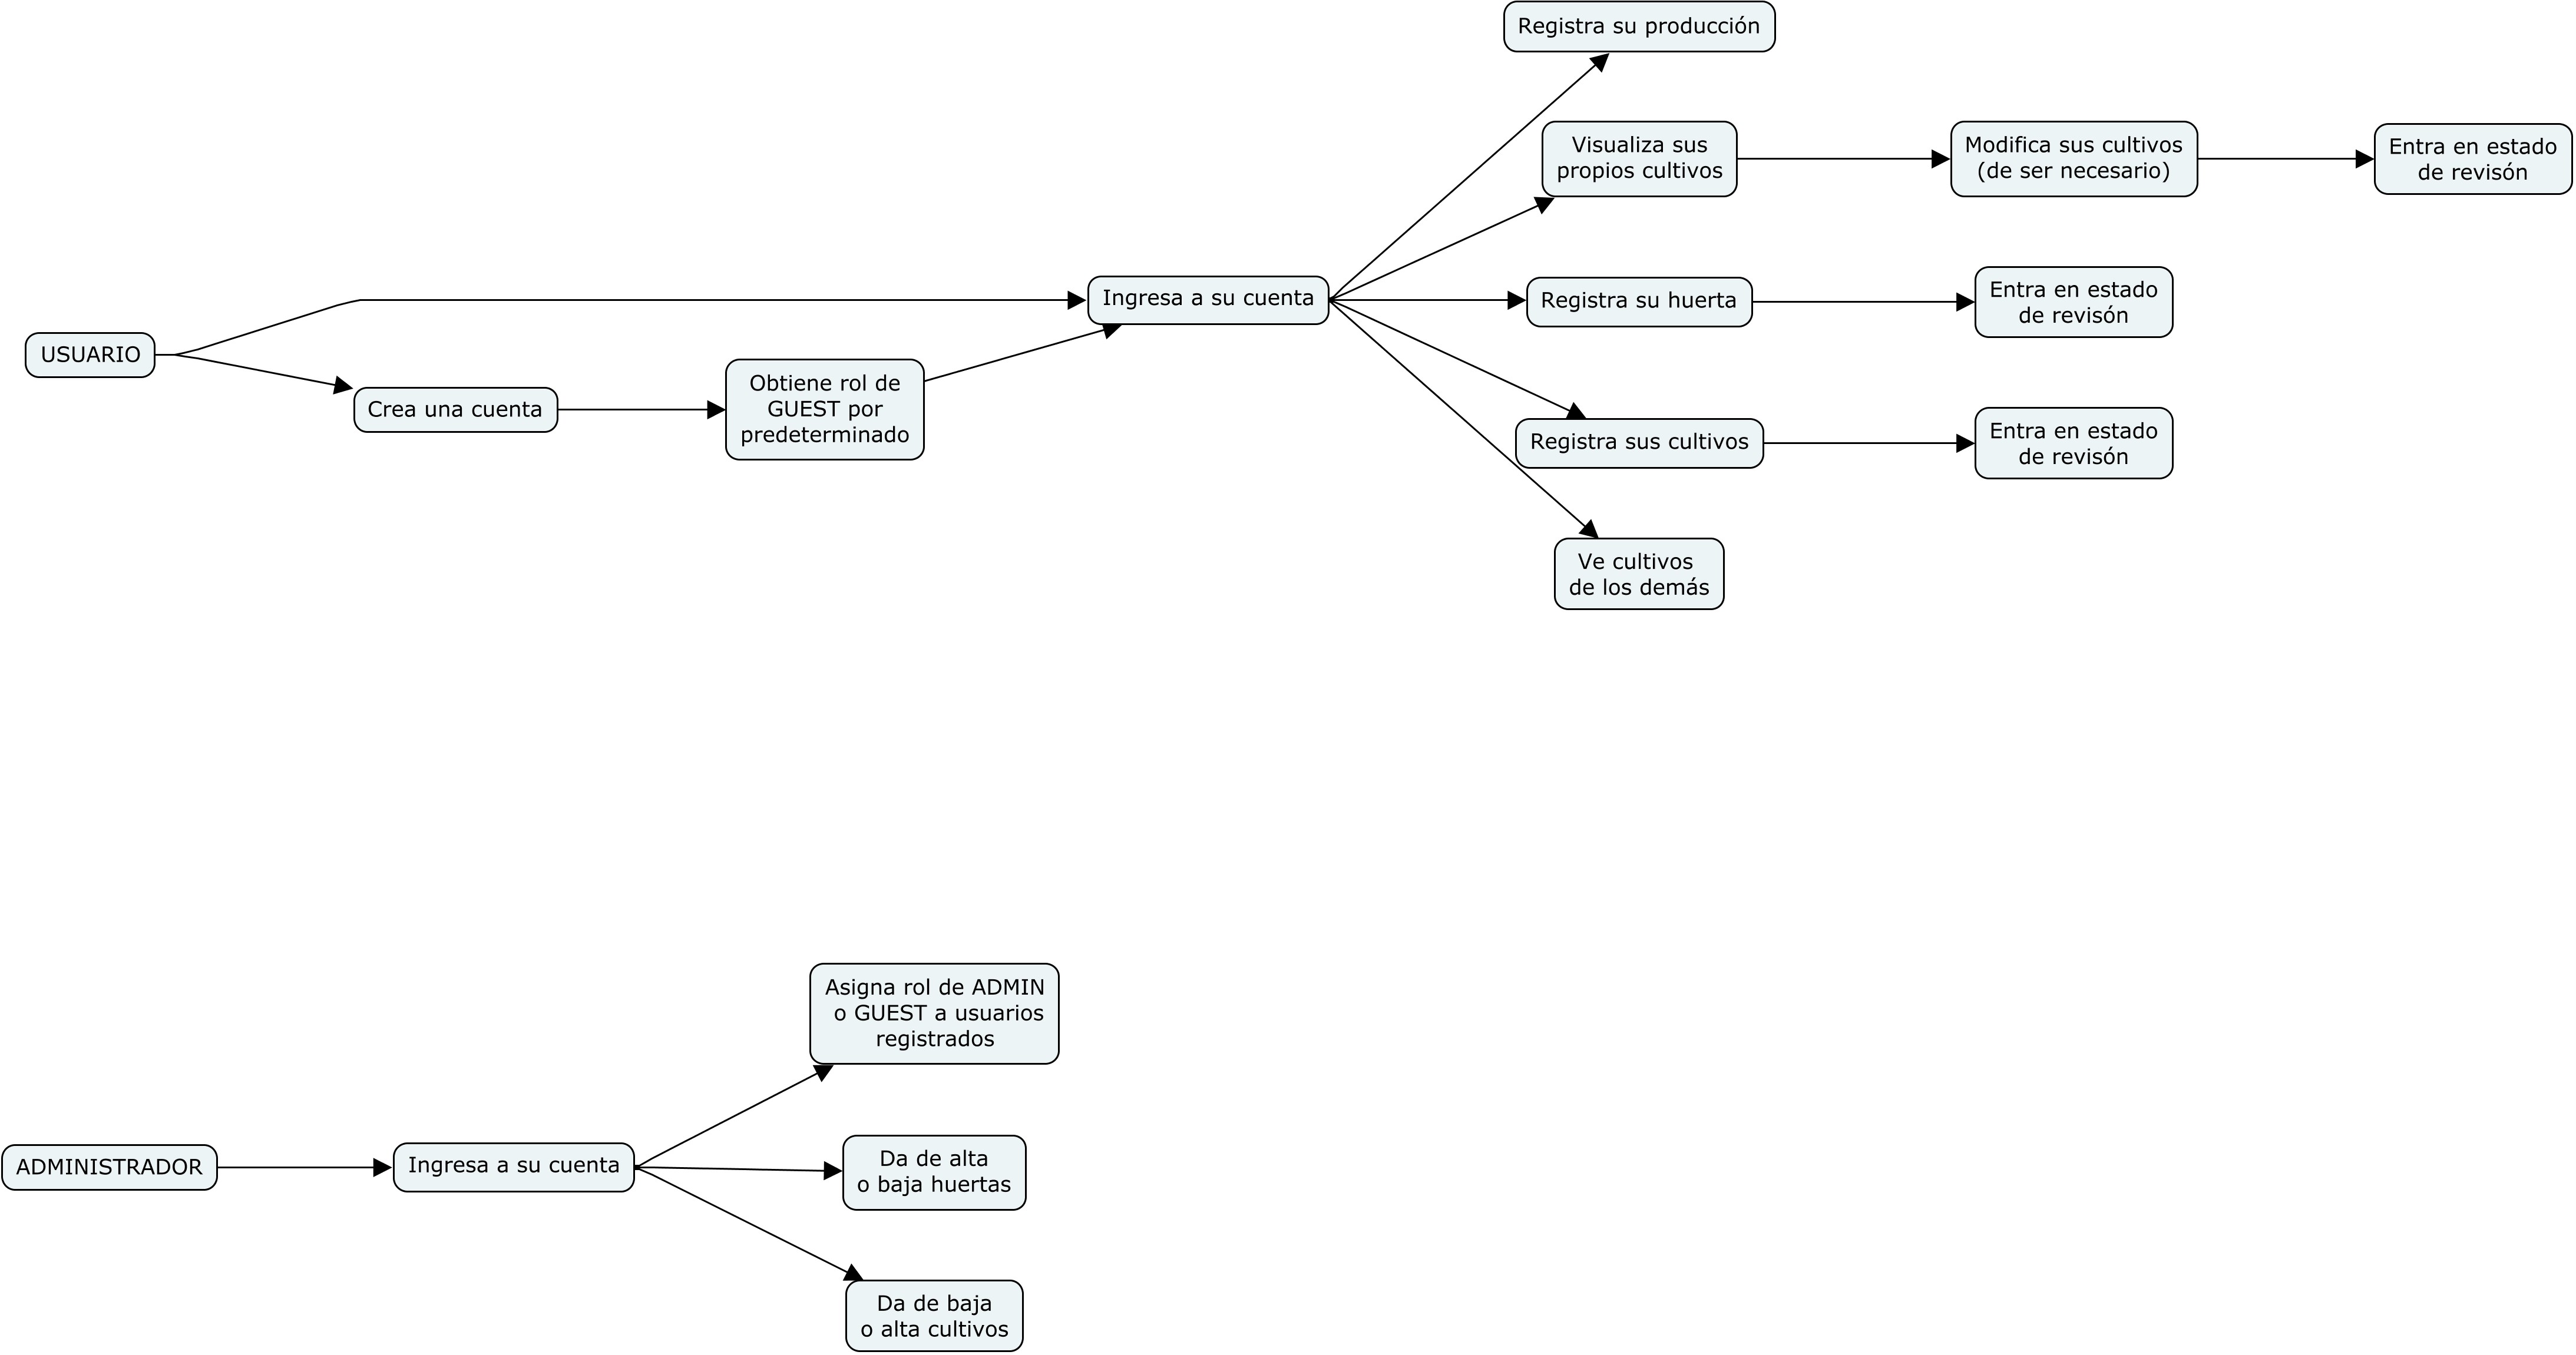 Registra su producción
Visualiza sus
propios cultivos
Modifica sus cultivos
(de ser necesario)
Entra en estado
de revisón
Ingresa a su cuenta
Registra su huerta
Entra en estado
de revisón
USUARIO
Crea una cuenta
Obtiene rol de
GUEST por
predeterminado
Registra sus cultivos
Entra en estado
de revisón
Ve cultivos
de los demás
Asigna rol de ADMIN
o GUEST a usuarios
registrados
ADMINISTRADOR
Ingresa a su cuenta
Da de alta
o baja huertas
Da de baja
o alta cultivos